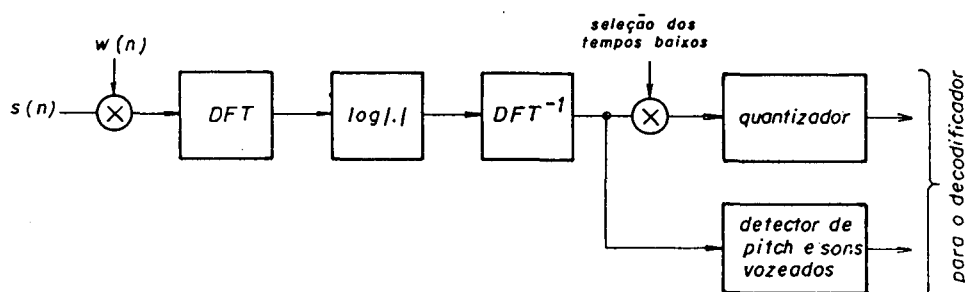 seleção dos
tempos baixos
w(n)
s(n)
DFT
log|.|
DFT⁻¹
quantizador
detector de
pitch e sons
vozeados
para o decodificador